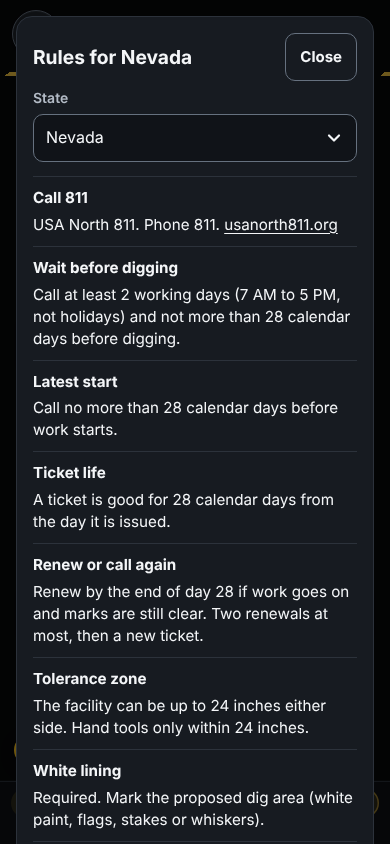 Rules for Nevada
Close
State
Nevada
Call 811
USA North 811. Phone 811. usanorth811.org
Wait before digging
Call at least 2 working days (7 AM to 5 PM,
not holidays) and not more than 28 calendar
days before digging.
Latest start
Call no more than 28 calendar days before
work starts.
Ticket life
A ticket is good for 28 calendar days from
the day it is issued.
Renew or call again
Renew by the end of day 28 if work goes on
and marks are still clear. Two renewals at
most, then a new ticket.
Tolerance zone
The facility can be up to 24 inches either
side. Hand tools only within 24 inches.
White lining
Required. Mark the proposed dig area (white
paint, flags, stakes or whiskers).